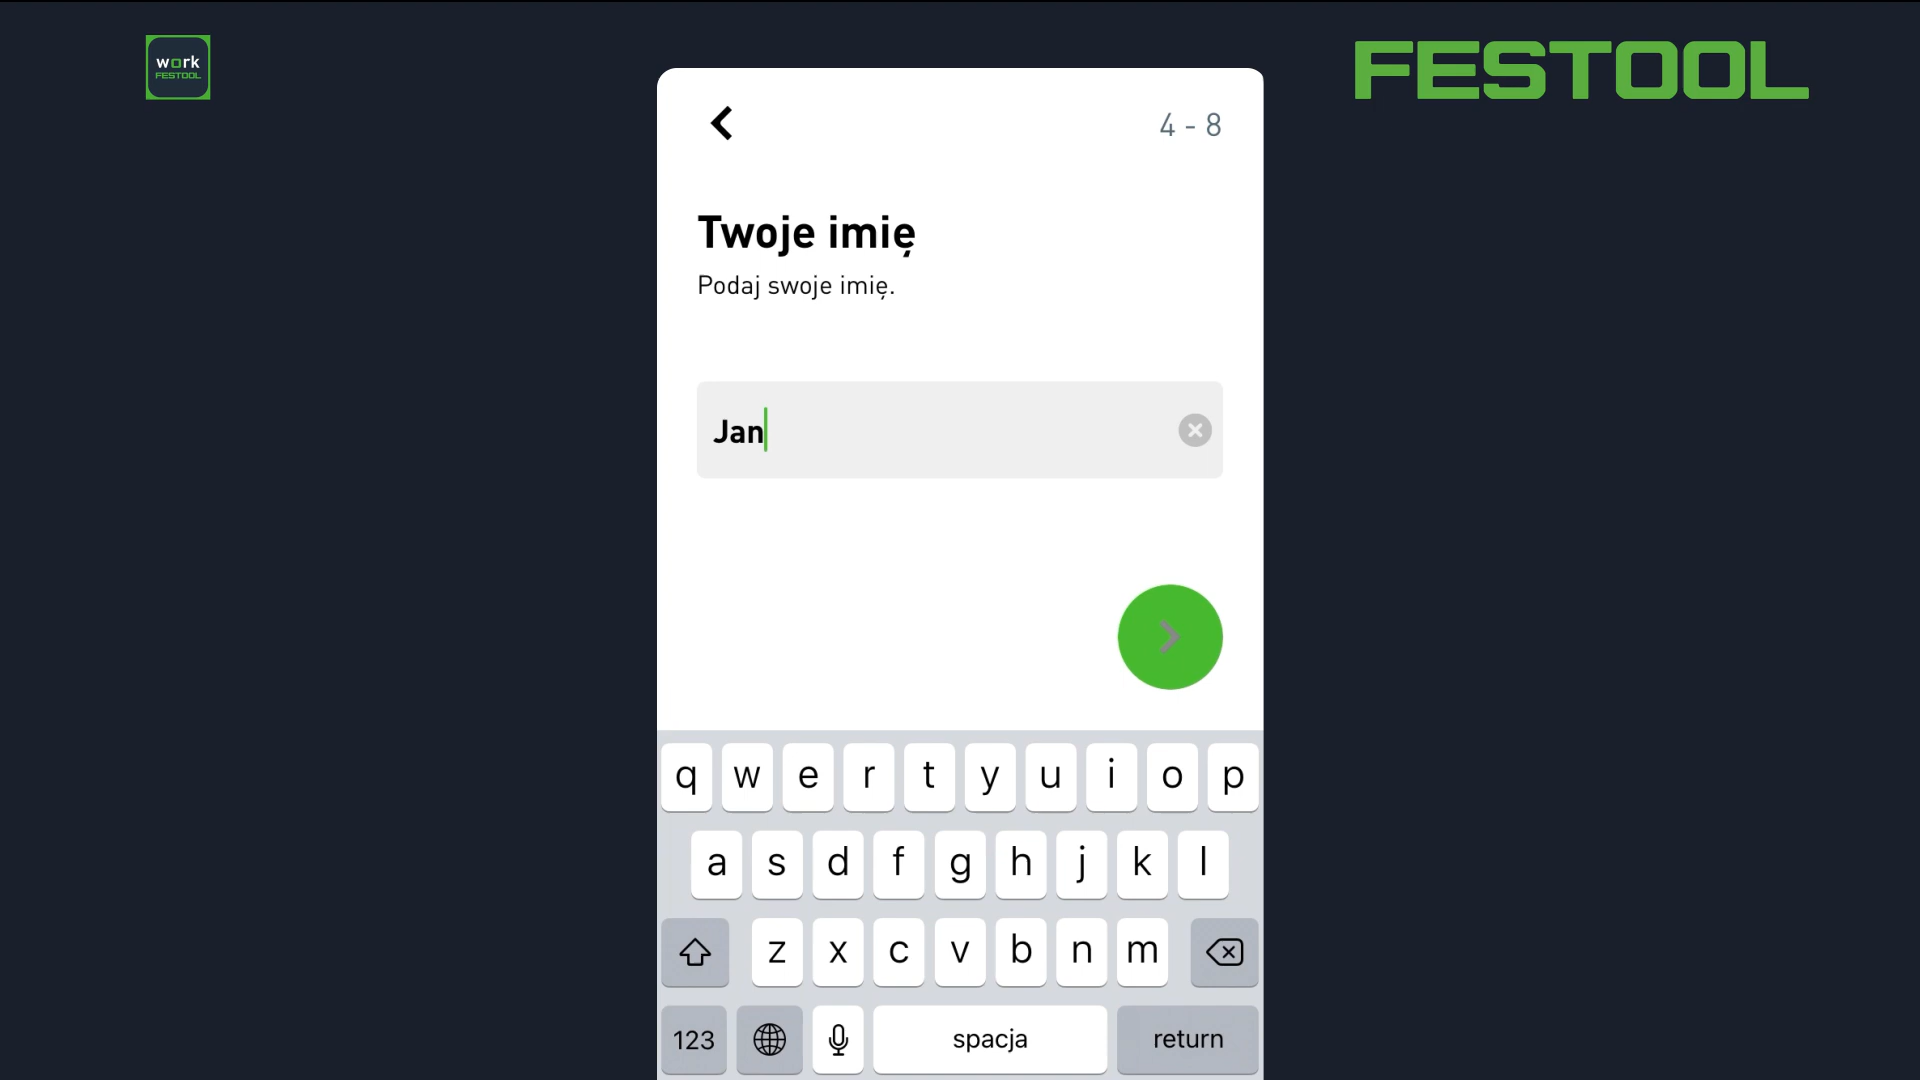 work
FESTOOL
FESTOOL
4 - 8
Twoje imię
Podaj swoje imię.
Jan
q w e r t y u i o p
a s d f g h j k l
z x c v b n m
123 spacja return